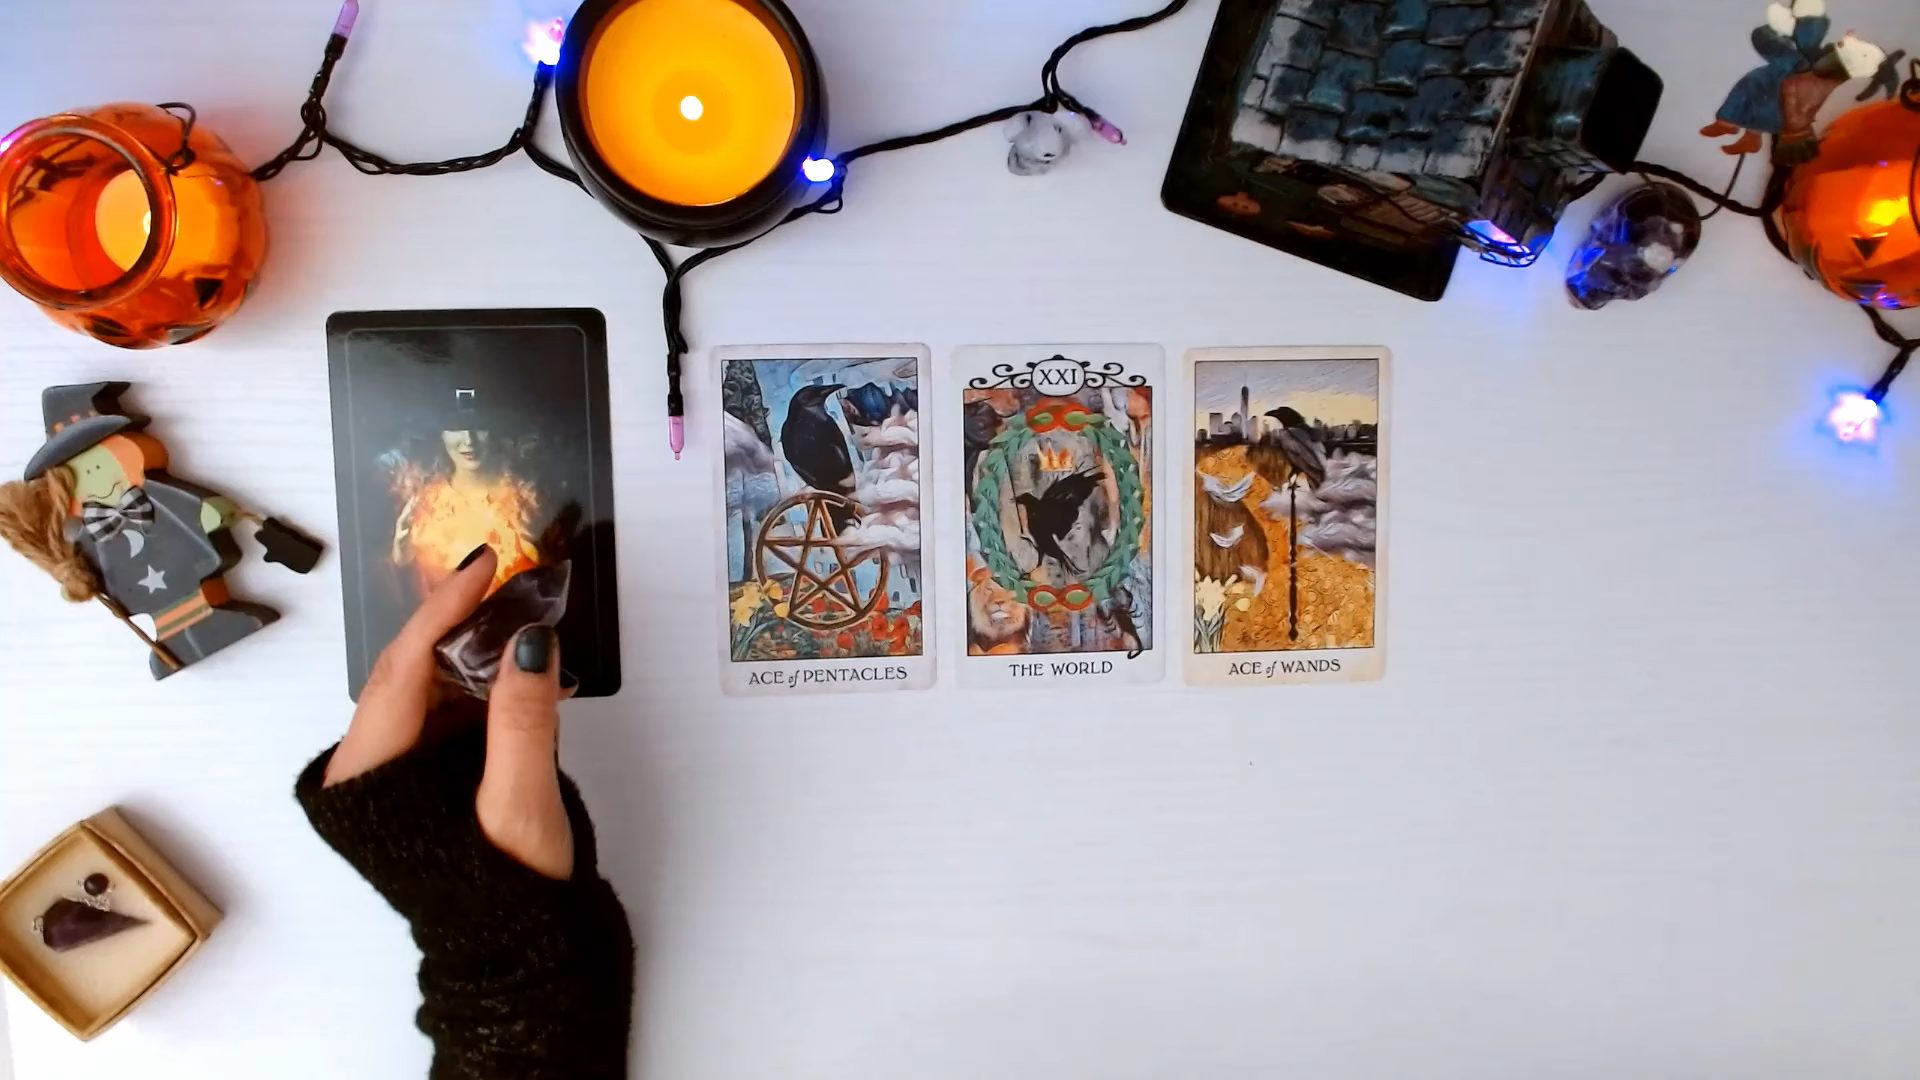 XXI
ACE of PENTACLES
THE WORLD
ACE of WANDS